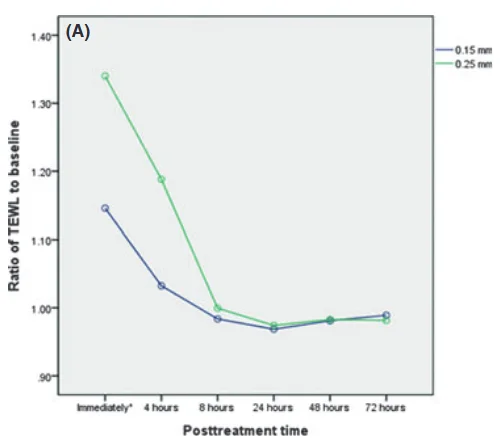 (A)
0.15 mm
0.25 mm
1.40
1.30
1.20
1.10
1.00
.90
Ratio of TEWL to baseline
Immediately* 4 hours 8 hours 24 hours 48 hours 72 hours
Posttreatment time